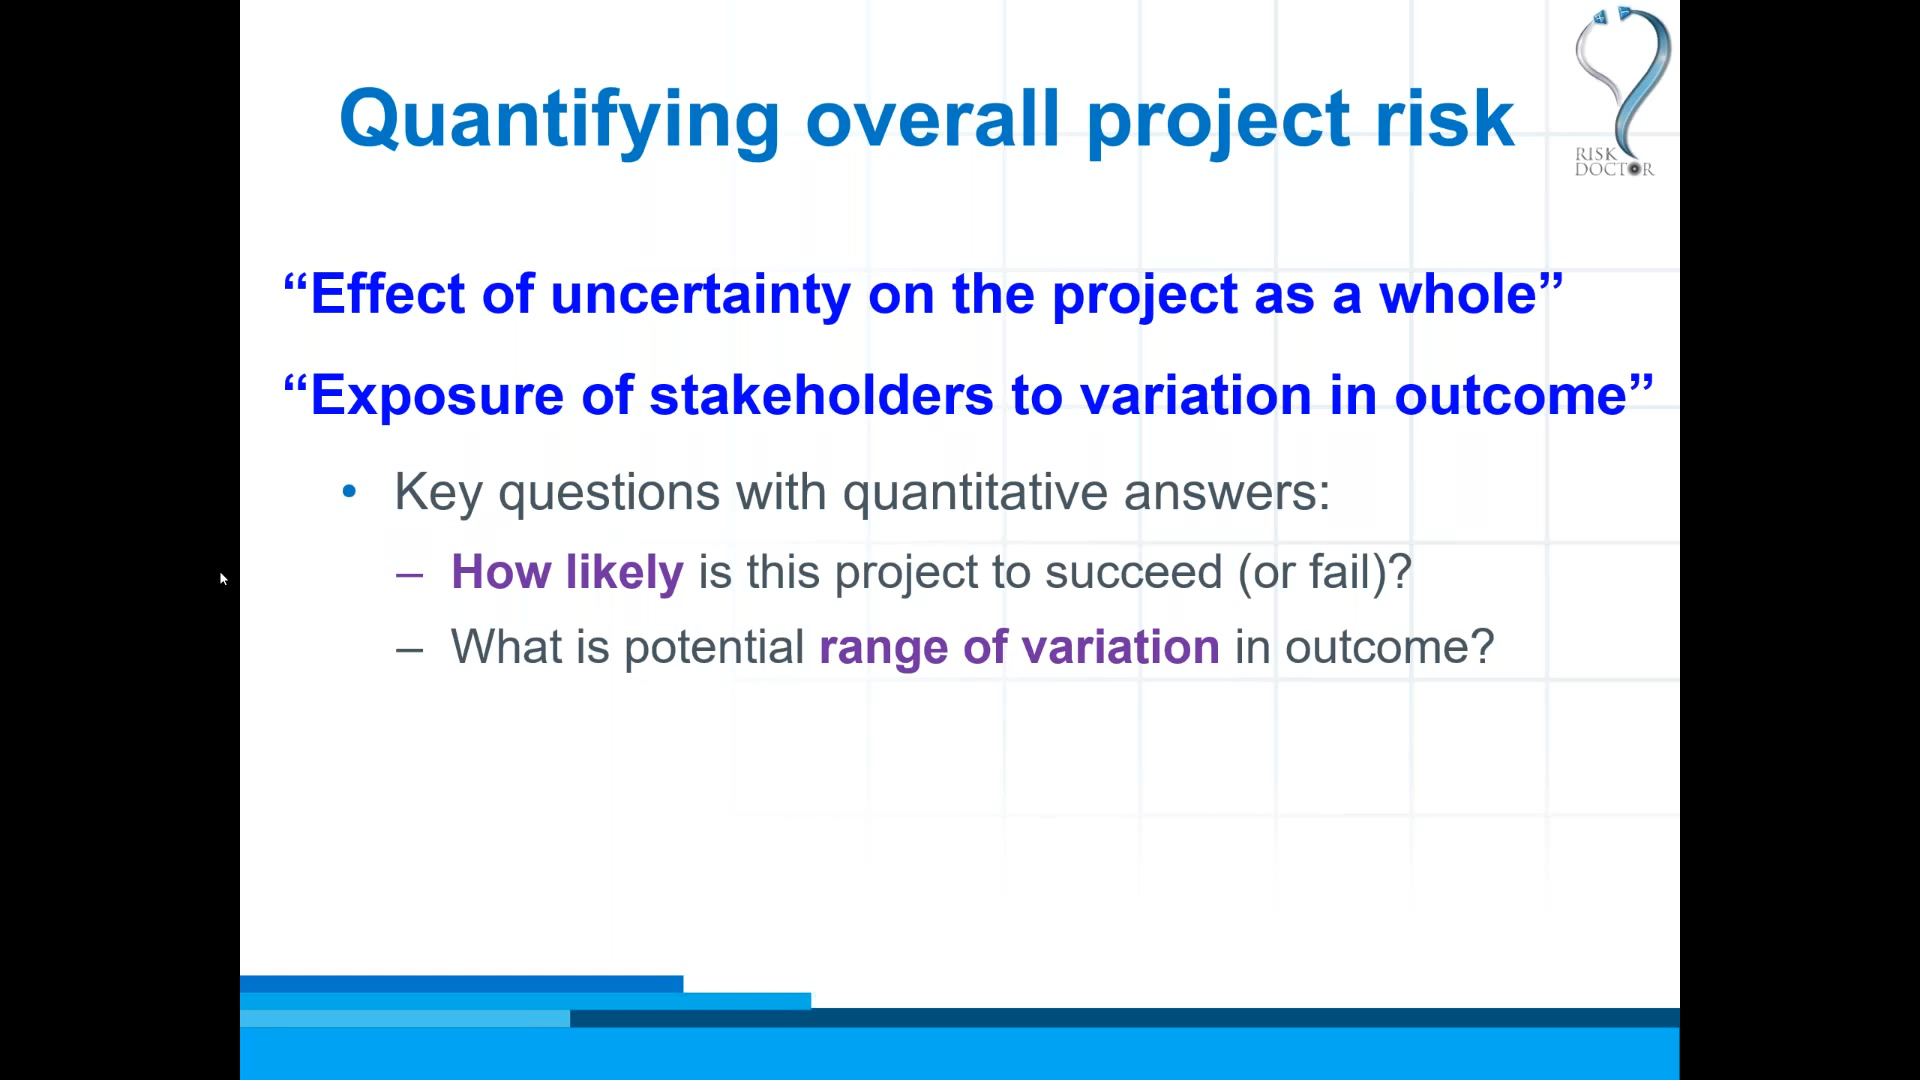 Quantifying overall project risk
RISK
DOCTOR
“Effect of uncertainty on the project as a whole”
“Exposure of stakeholders to variation in outcome”
• Key questions with quantitative answers:
– How likely is this project to succeed (or fail)?
– What is potential range of variation in outcome?